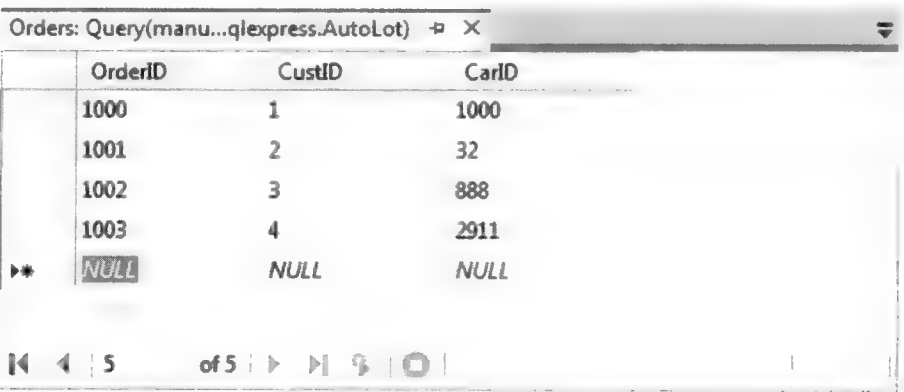 Orders: Query(manu...qlexpress.AutoLot)
OrderID CustID CarID
1000 1 1000
1001 2 32
1002 3 888
1003 4 2911
NULL NULL NULL
5 of 5